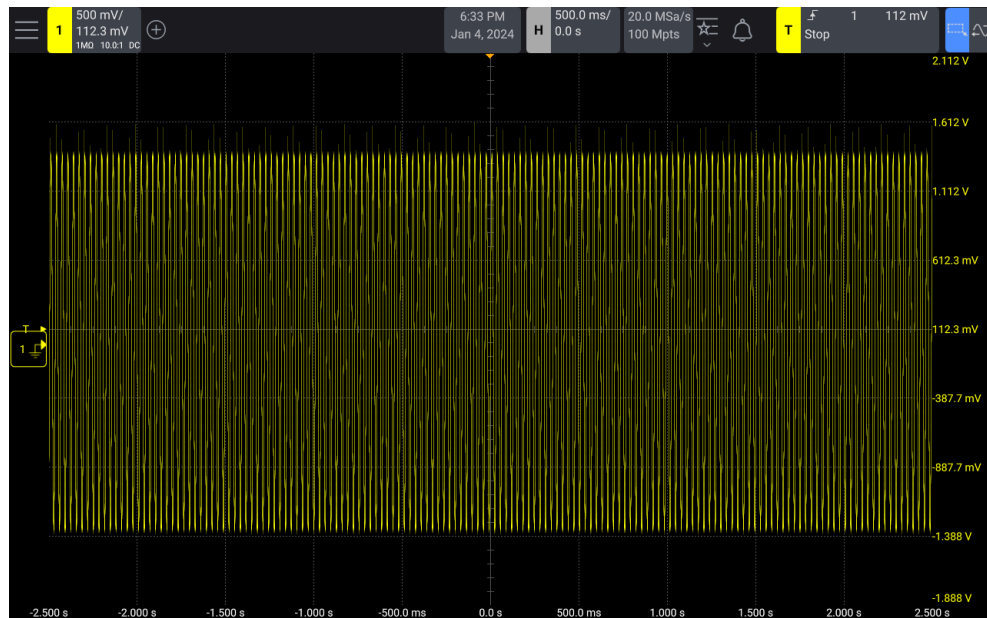 1
500 mV/
112.3 mV
1MΩ 10.0:1 DC
6:33 PM
Jan 4, 2024
H
500.0 ms/
0.0 s
20.0 MSa/s
100 Mpts
T
1
112 mV
Stop
2.112 V
1.612 V
1.112 V
612.3 mV
T
112.3 mV
1
-387.7 mV
-887.7 mV
-1.388 V
-1.888 V
-2.500 s
-2.000 s
-1.500 s
-1.000 s
-500.0 ms
0.0 s
500.0 ms
1.000 s
1.500 s
2.000 s
2.500 s